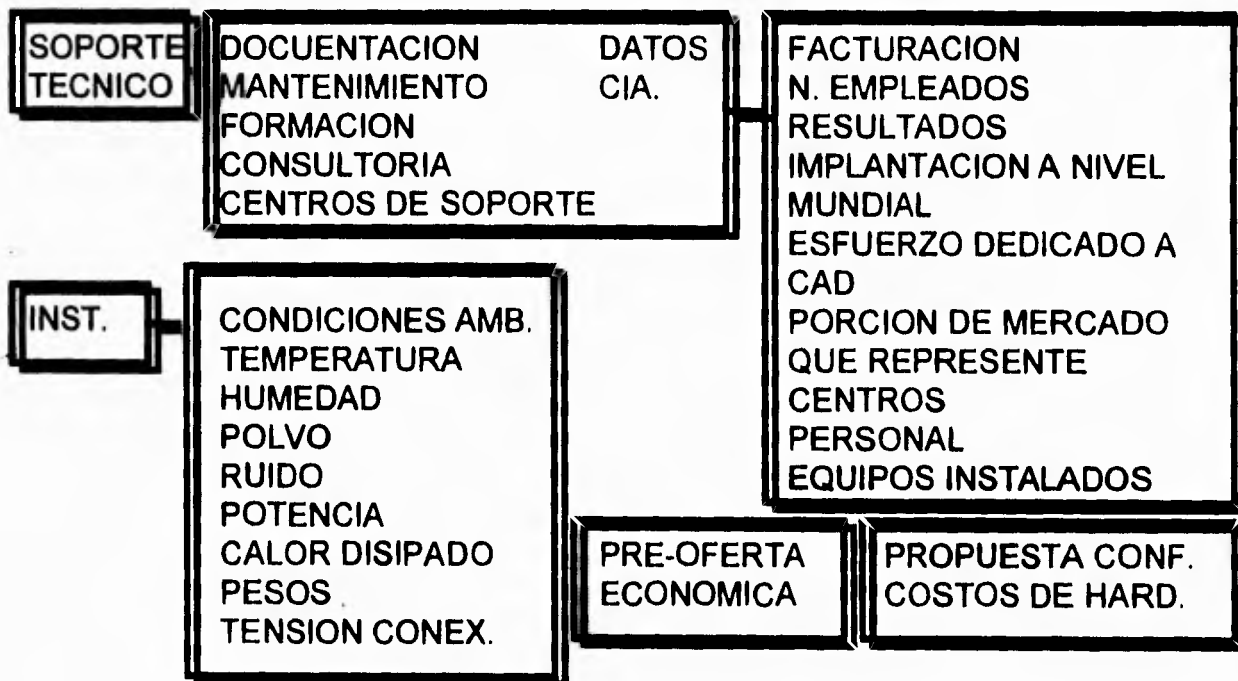 SOPORTE
TECNICO
DOCUENTACION DATOS
MANTENIMIENTO CIA.
FORMACION
CONSULTORIA
CENTROS DE SOPORTE
FACTURACION
N. EMPLEADOS
RESULTADOS
IMPLANTACION A NIVEL
MUNDIAL
ESFUERZO DEDICADO A
CAD
PORCION DE MERCADO
QUE REPRESENTE
CENTROS
PERSONAL
EQUIPOS INSTALADOS
INST.
CONDICIONES AMB.
TEMPERATURA
HUMEDAD
POLVO
RUIDO
POTENCIA
CALOR DISIPADO
PESOS
TENSION CONEX.
PRE-OFERTA
ECONOMICA
PROPUESTA CONF.
COSTOS DE HARD.